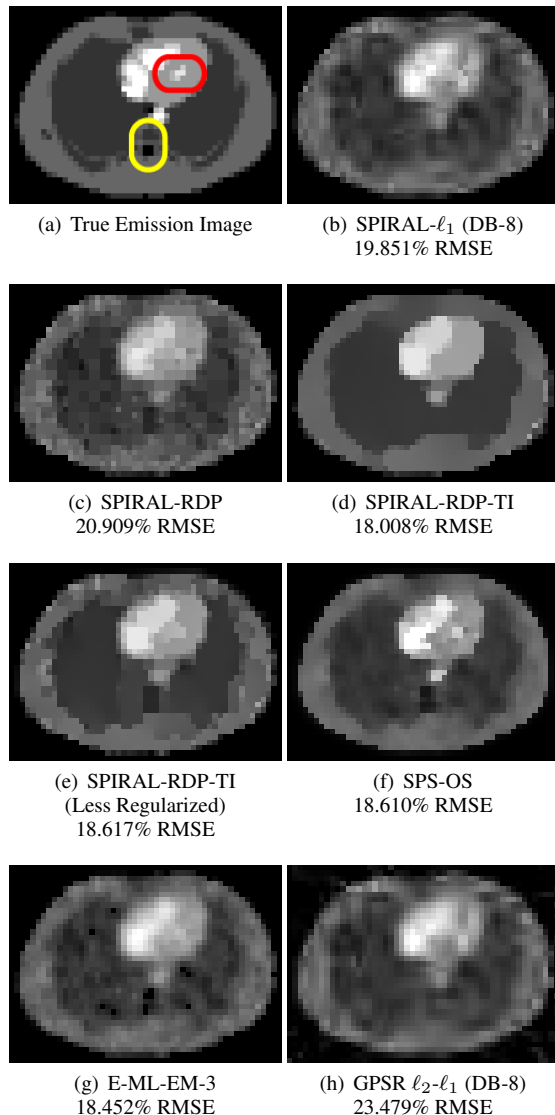 (a) True Emission Image
(b) SPIRAL-ℓ₁ (DB-8)
19.851% RMSE
(c) SPIRAL-RDP
20.909% RMSE
(d) SPIRAL-RDP-TI
18.008% RMSE
(e) SPIRAL-RDP-TI
(Less Regularized)
18.617% RMSE
(f) SPS-OS
18.610% RMSE
(g) E-ML-EM-3
18.452% RMSE
(h) GPSR ℓ₂-ℓ₁ (DB-8)
23.479% RMSE